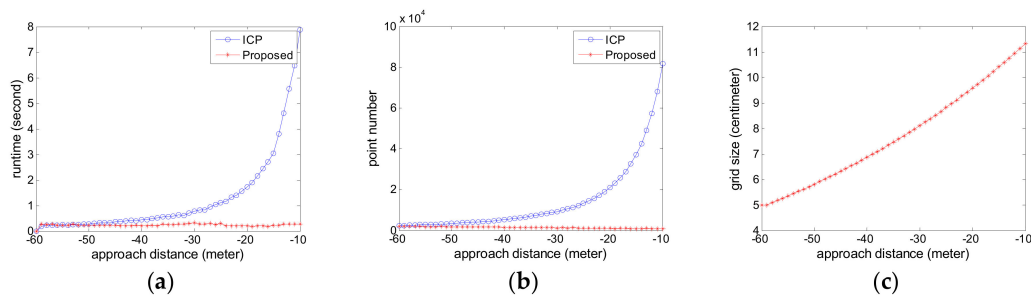 8
7
6
5
4
3
2
1
0
runtime (second)
-60
-50
-40
-30
-20
-10
approach distance (meter)
ICP
Proposed
(a)
10 x 10^4
8
6
4
2
0
point number
-60
-50
-40
-30
-20
-10
approach distance (meter)
ICP
Proposed
(b)
12
11
10
9
8
7
6
5
4
grid size (centimeter)
-60
-50
-40
-30
-20
-10
approach distance (meter)
(c)